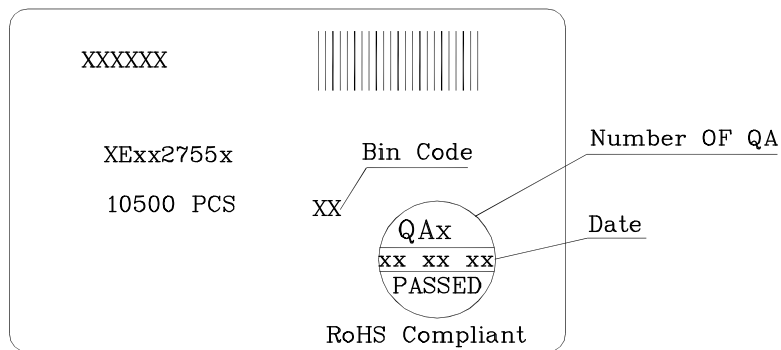 XXXXXX
XExx2755x
Bin Code
Number OF QA
10500 PCS
XX
QAx
Date
xx xx xx
PASSED
RoHS Compliant